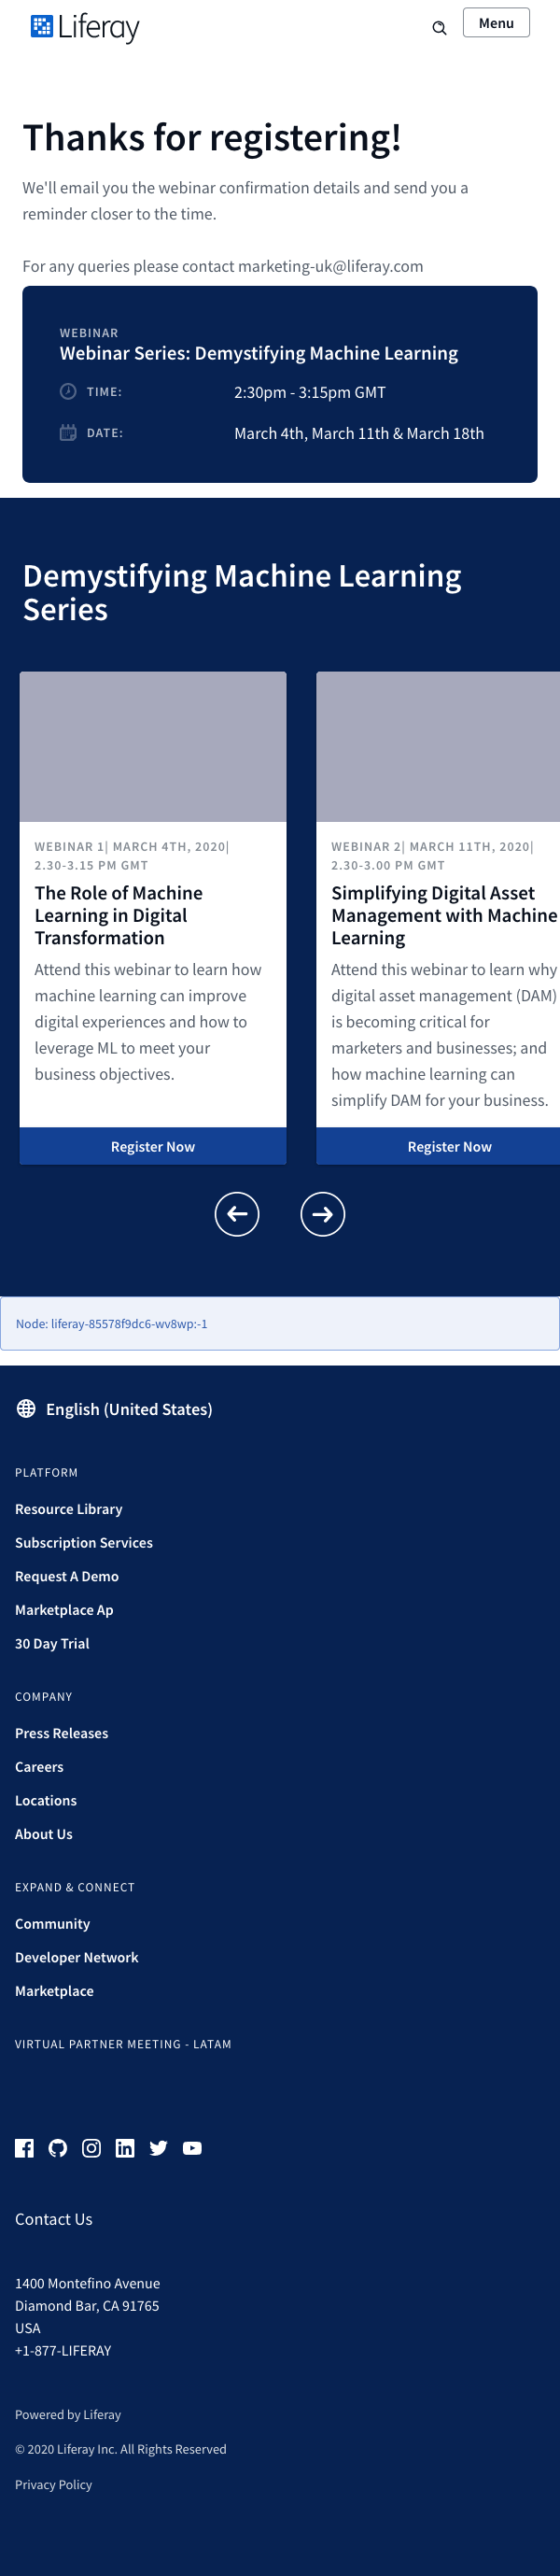 Liferay
Menu
Thanks for registering!
We'll email you the webinar confirmation details and send you a
reminder closer to the time.
For any queries please contact marketing-uk@liferay.com
WEBINAR
Webinar Series: Demystifying Machine Learning
TIME:
2:30pm - 3:15pm GMT
DATE:
March 4th, March 11th & March 18th
Demystifying Machine Learning
Series
WEBINAR 1| MARCH 4TH, 2020|
2.30-3.15 PM GMT
The Role of Machine
Learning in Digital
Transformation
Attend this webinar to learn how
machine learning can improve
digital experiences and how to
leverage ML to meet your
business objectives.
Register Now
WEBINAR 2| MARCH 11TH, 2020|
2.30-3.00 PM GMT
Simplifying Digital Asset
Management with Machine
Learning
Attend this webinar to learn why
digital asset management (DAM)
is becoming critical for
marketers and businesses; and
how machine learning can
simplify DAM for your business.
Register Now
Node: liferay-85578f9dc6-wv8wp:-1
English (United States)
PLATFORM
Resource Library
Subscription Services
Request A Demo
Marketplace Ap
30 Day Trial
COMPANY
Press Releases
Careers
Locations
About Us
EXPAND & CONNECT
Community
Developer Network
Marketplace
VIRTUAL PARTNER MEETING - LATAM
Contact Us
1400 Montefino Avenue
Diamond Bar, CA 91765
USA
+1-877-LIFERAY
Powered by Liferay
© 2020 Liferay Inc. All Rights Reserved
Privacy Policy